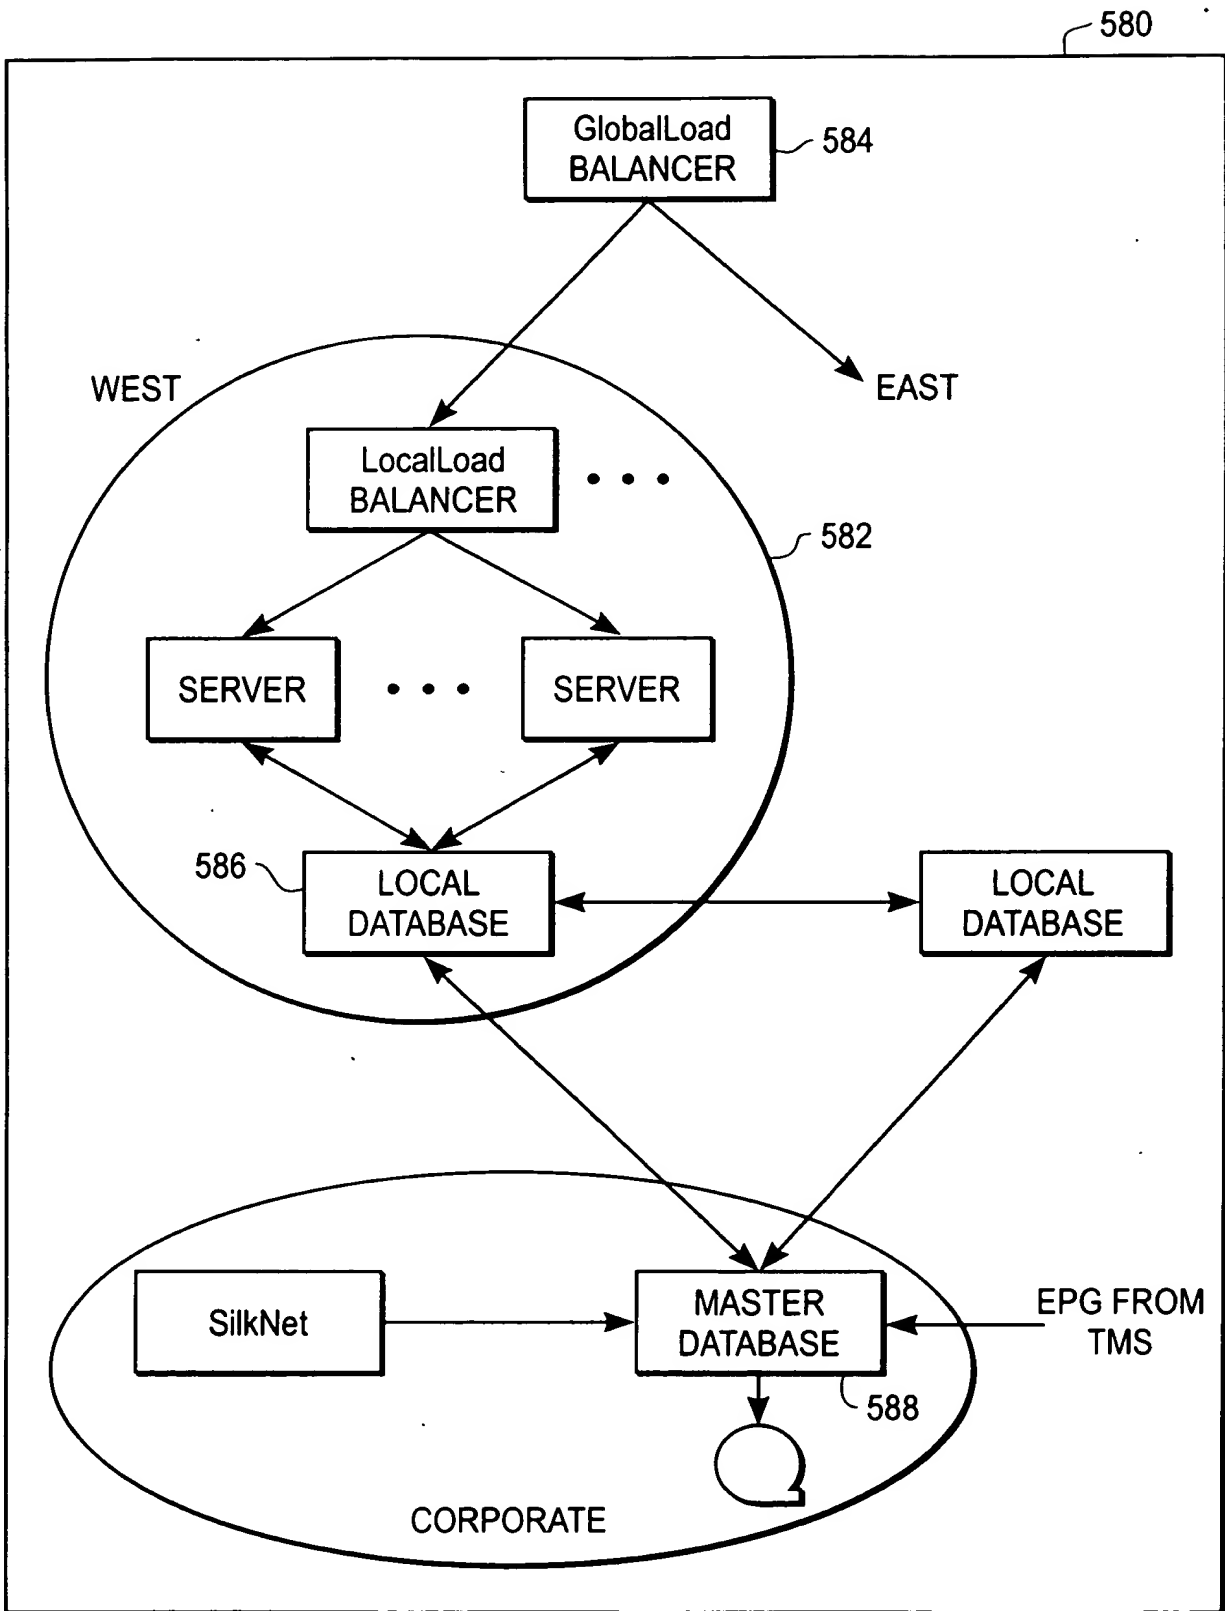 580
GlobalLoad
BALANCER
584
WEST
EAST
LocalLoad
BALANCER
582
SERVER
SERVER
586
LOCAL
DATABASE
LOCAL
DATABASE
SilkNet
MASTER
DATABASE
EPG FROM
TMS
588
CORPORATE